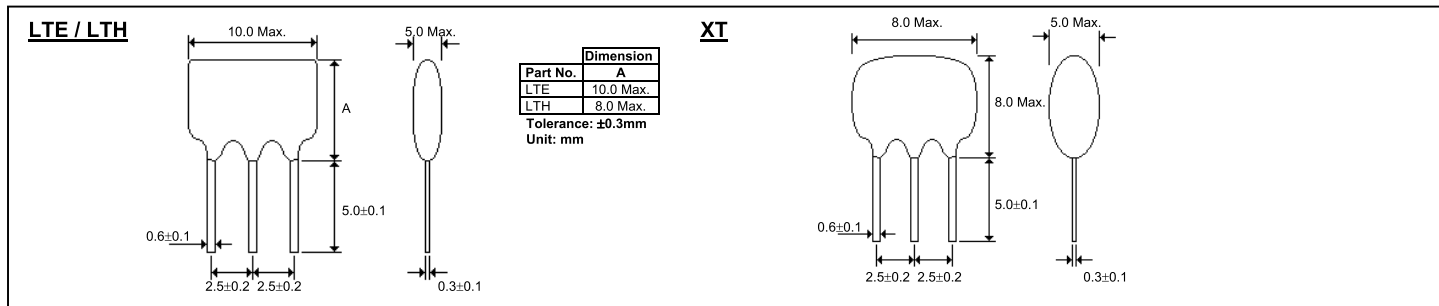 LTE / LTH
10.0 Max.
5.0 Max.
A
5.0±0.1
0.6±0.1
2.5±0.2 2.5±0.2
0.3±0.1
Dimension
Part No. A
LTE 10.0 Max.
LTH 8.0 Max.
Tolerance: ±0.3mm
Unit: mm
XT
8.0 Max.
5.0 Max.
8.0 Max.
5.0±0.1
0.6±0.1
2.5±0.2 2.5±0.2
0.3±0.1